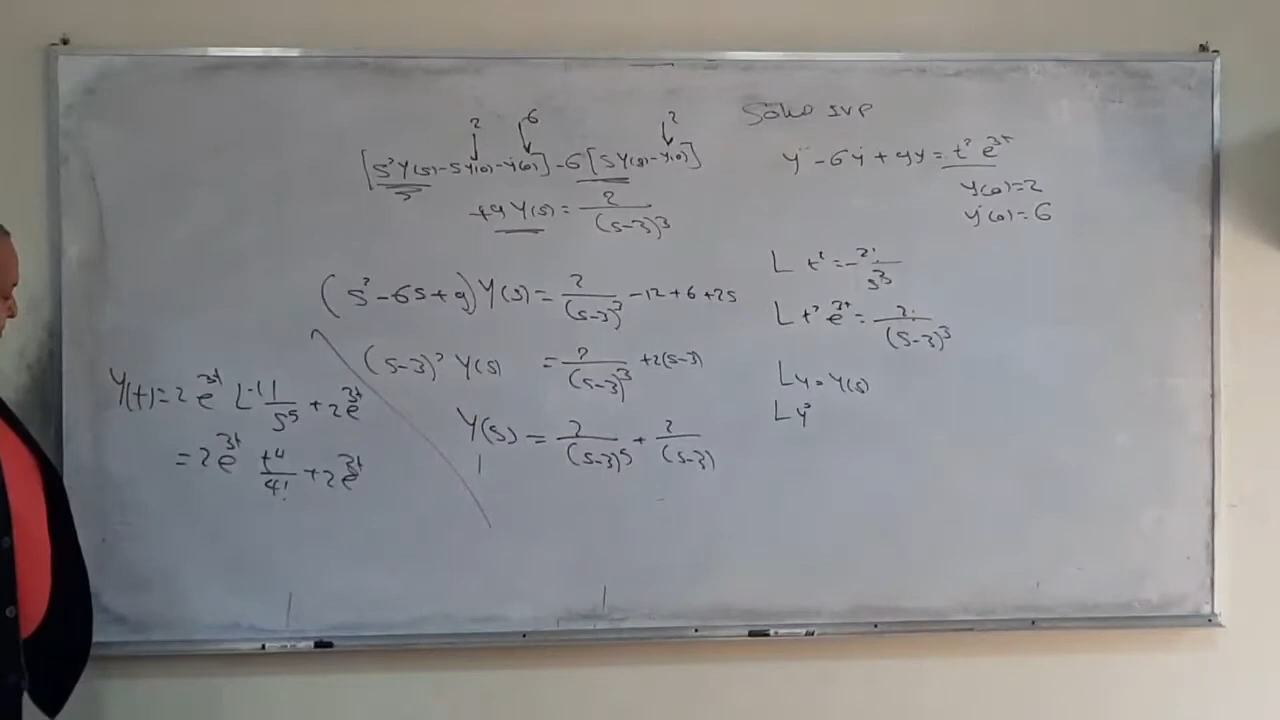 Solve IVP
ÿ - 6ẏ + 9y = t² e^{3t}
y(0)=2
ẏ(0)=6
L t² = 2! / s³
L t² e^{3t} = 2! / (s-3)³
L y = Y(s)
L ẏ
2 6 2
[s²Y(s) - sy(0) - ẏ(0)] - 6[sY(s) - y(0)]
+9Y(s) = 2 / (s-3)³
(s² - 6s + 9) Y(s) = 2 / (s-3)³ - 12 + 6 + 2s
(s-3)² Y(s) = 2 / (s-3)³ + 2(s-3)
Y(s) = 2 / (s-3)⁵ + 2 / (s-3)
y(t) = 2 e^{3t} L⁻¹ 1 / s⁵ + 2e^{3t}
= 2 e^{3t} t⁴ / 4! + 2e^{3t}